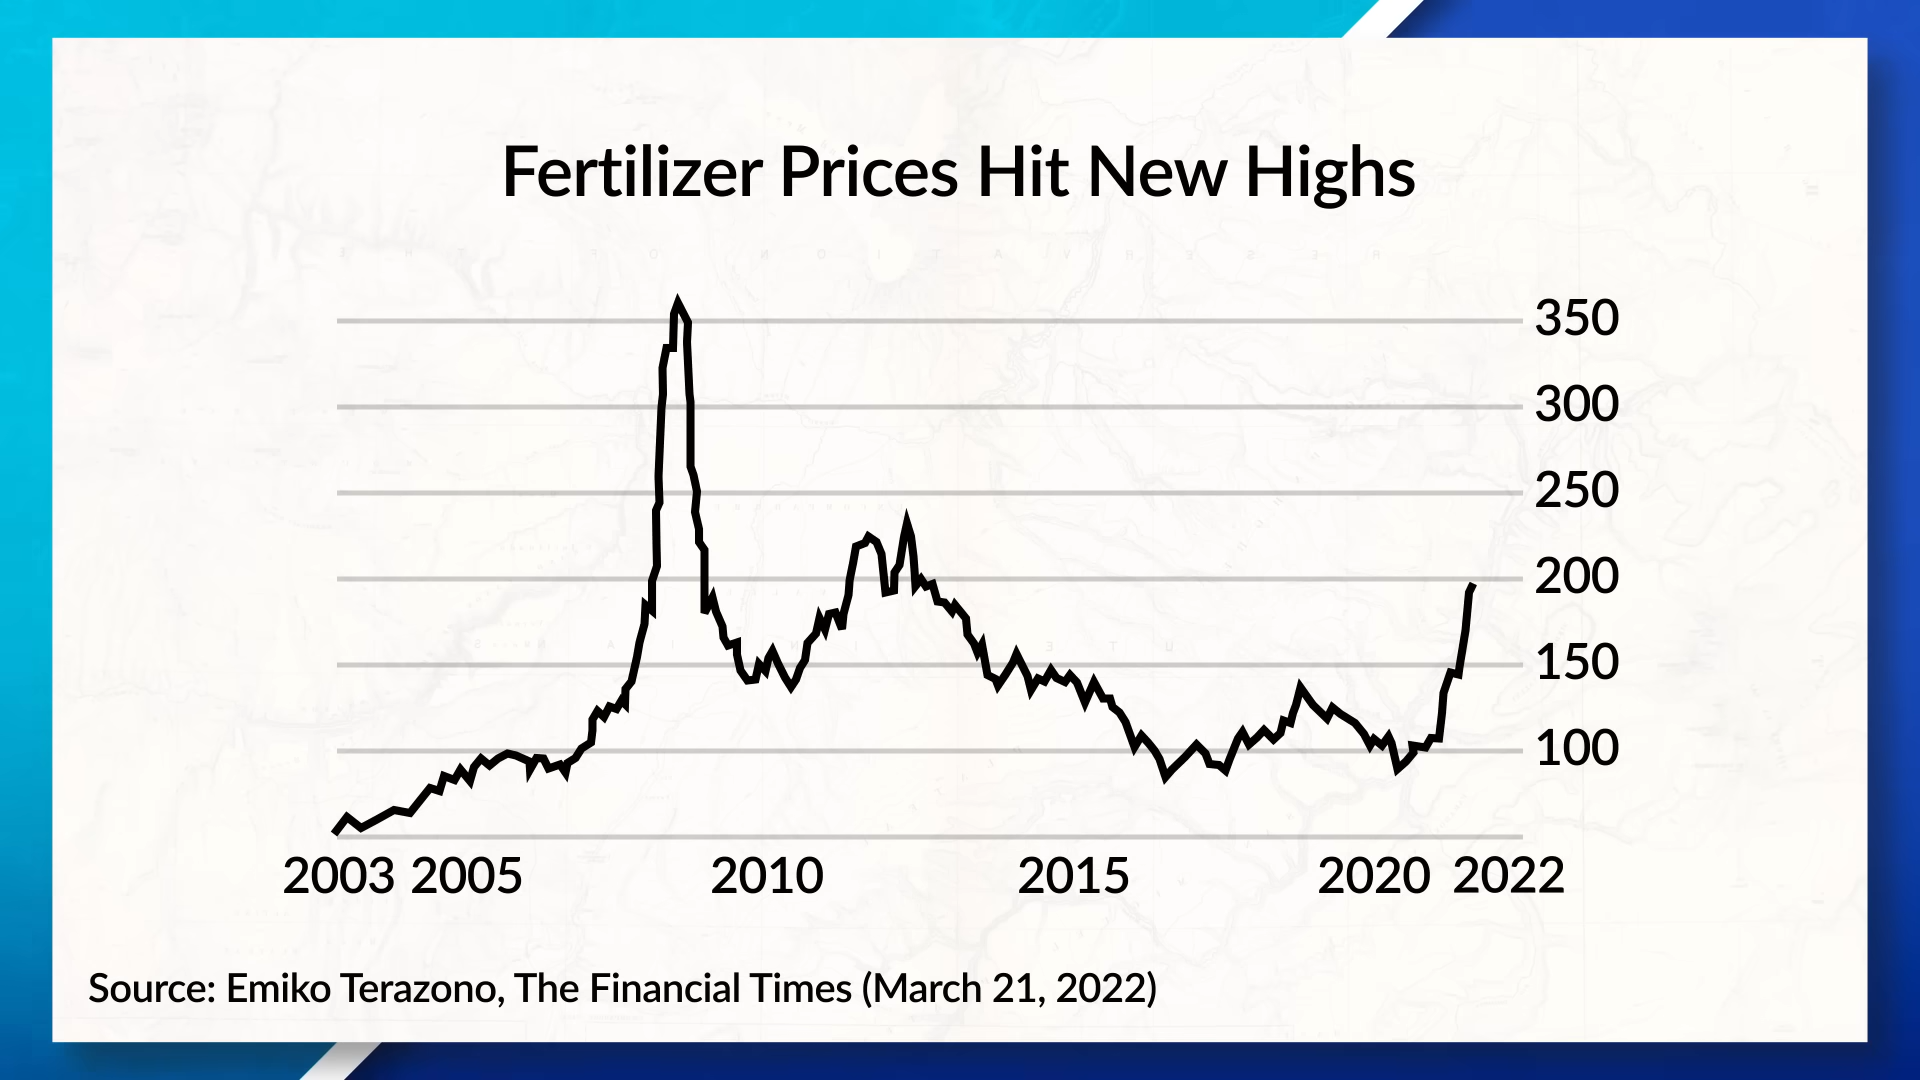 Fertilizer Prices Hit New Highs
350
300
250
200
150
100
2003 2005 2010 2015 2020 2022
Source: Emiko Terazono, The Financial Times (March 21, 2022)